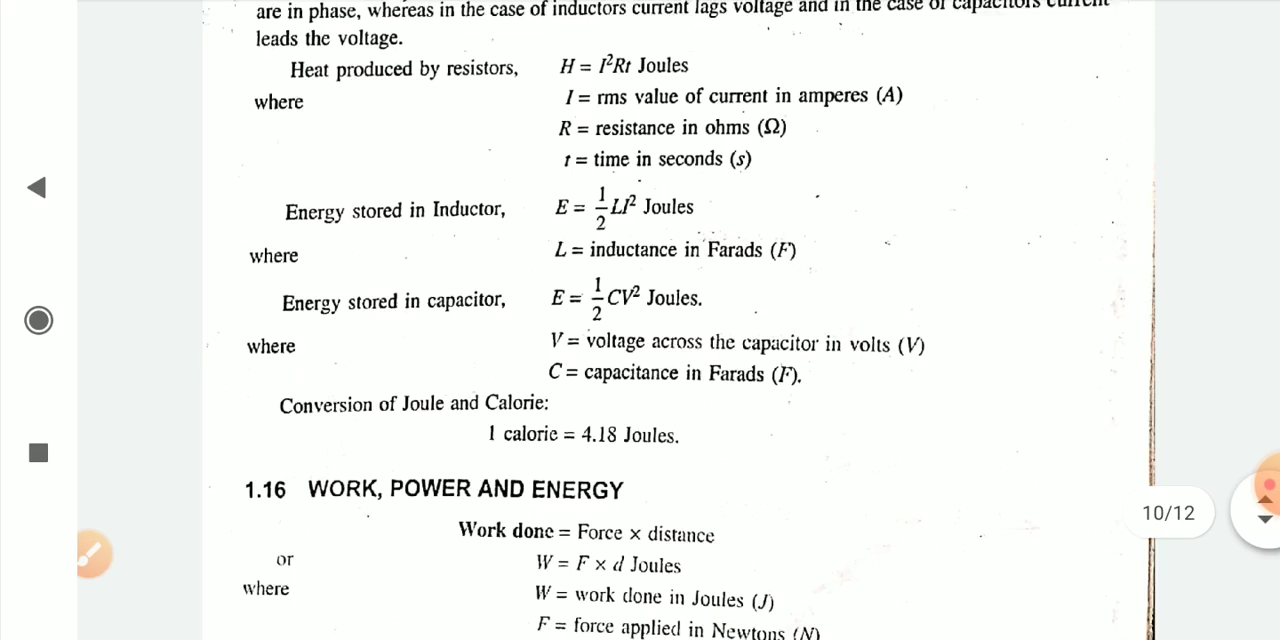 are in phase, whereas in the case of inductors current lags voltage and in the case of capacitors current
leads the voltage.
Heat produced by resistors, H = I²Rt Joules
where I = rms value of current in amperes (A)
R = resistance in ohms (Ω)
t = time in seconds (s)
Energy stored in Inductor, E = 1/2 LI² Joules
where L = inductance in Farads (F)
Energy stored in capacitor, E = 1/2 CV² Joules.
where V = voltage across the capacitor in volts (V)
C = capacitance in Farads (F).
Conversion of Joule and Calorie:
1 calorie = 4.18 Joules.
1.16 WORK, POWER AND ENERGY
10/12
Work done = Force × distance
or W = F × d Joules
where W = work done in Joules (J)
F = force applied in Newtons (N)